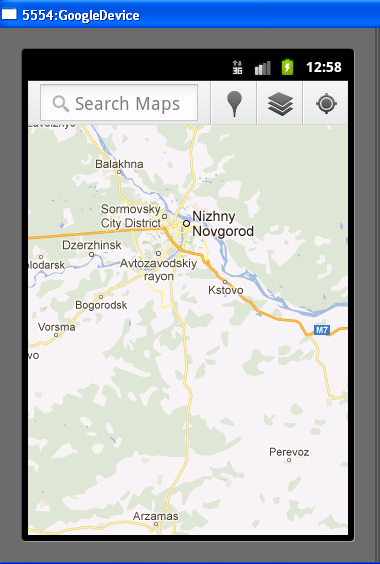 5554:GoogleDevice
3G 12:58
Search Maps
Balakhna
Sormovsky
City District
Nizhny
Novgorod
Dzerzhinsk
Avtozavodskiy
rayon
Kstovo
Bogorodsk
Vorsma
M7
Perevoz
Arzamas